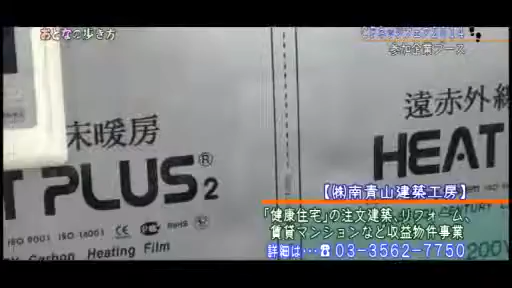 おとなの歩き方
参加企業ブース
床暖房
遠赤外線
T PLUS®2
HEAT
ISO 9001 ISO 14001 CE RoHS
Carbon Heating Film
200V
【㈱南青山建築工房】
「健康住宅」の注文建築、リフォーム、
賃貸マンションなど収益物件事業
詳細は…☎03-3562-7750